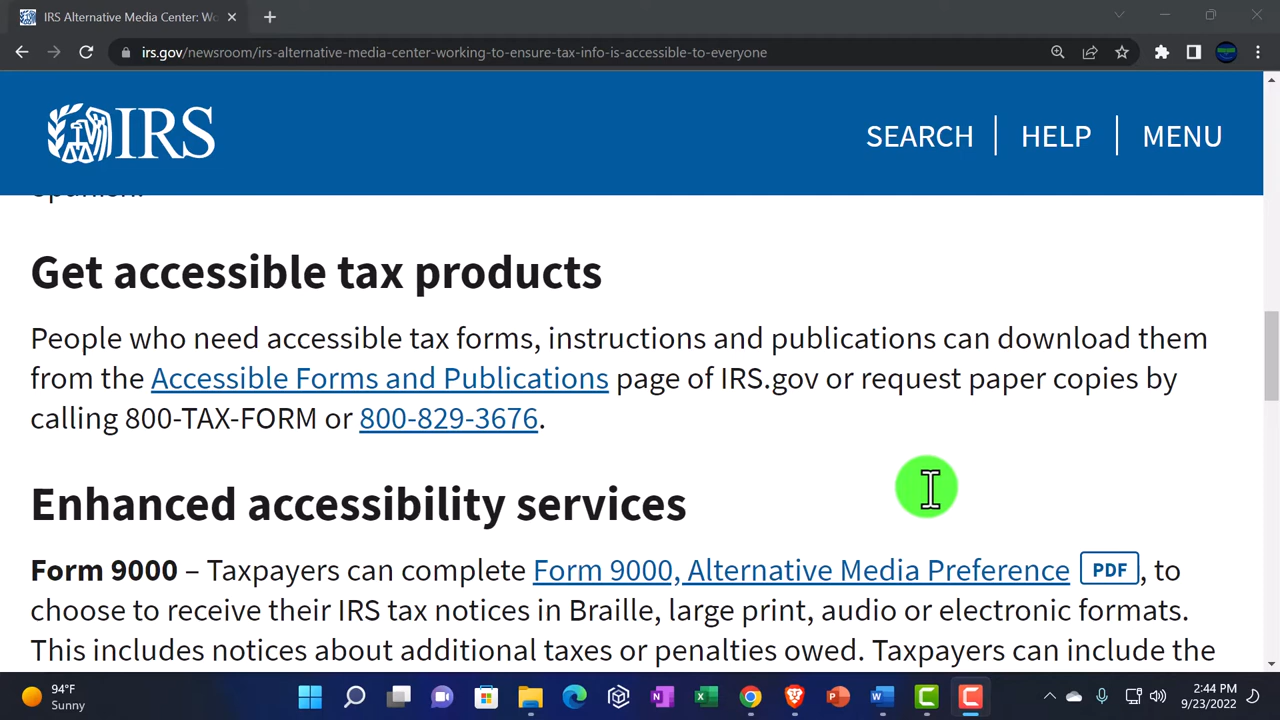 IRS Alternative Media Center: Wo
irs.gov/newsroom/irs-alternative-media-center-working-to-ensure-tax-info-is-accessible-to-everyone
IRS
SEARCH
HELP
MENU
Get accessible tax products
People who need accessible tax forms, instructions and publications can download them
from the Accessible Forms and Publications page of IRS.gov or request paper copies by
calling 800-TAX-FORM or 800-829-3676.
Enhanced accessibility services
Form 9000 – Taxpayers can complete Form 9000, Alternative Media Preference PDF, to
choose to receive their IRS tax notices in Braille, large print, audio or electronic formats.
This includes notices about additional taxes or penalties owed. Taxpayers can include the
94°F
Sunny
2:44 PM
9/23/2022